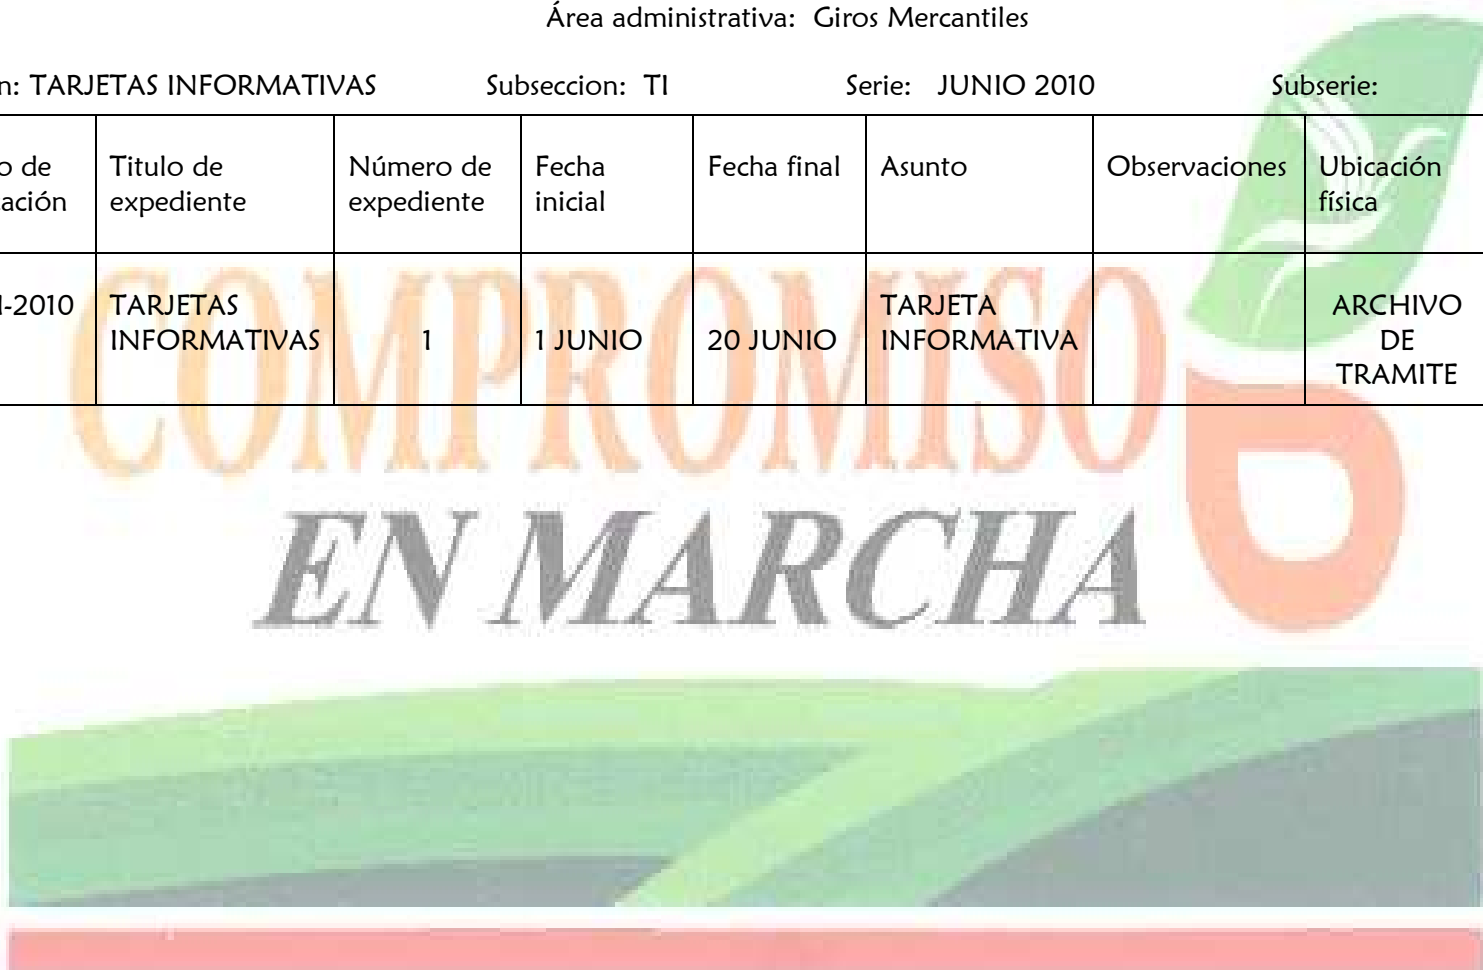 Área administrativa: Giros Mercantiles
n: TARJETAS INFORMATIVAS Subseccion: TI Serie: JUNIO 2010 Subserie:
o de Titulo de Número de Fecha Fecha final Asunto Observaciones Ubicación
ación expediente expediente inicial física
-2010 TARJETAS TARJETA ARCHIVO
INFORMATIVAS 1 1 JUNIO 20 JUNIO INFORMATIVA DE
TRAMITE
COMPROMISO
EN MARCHA